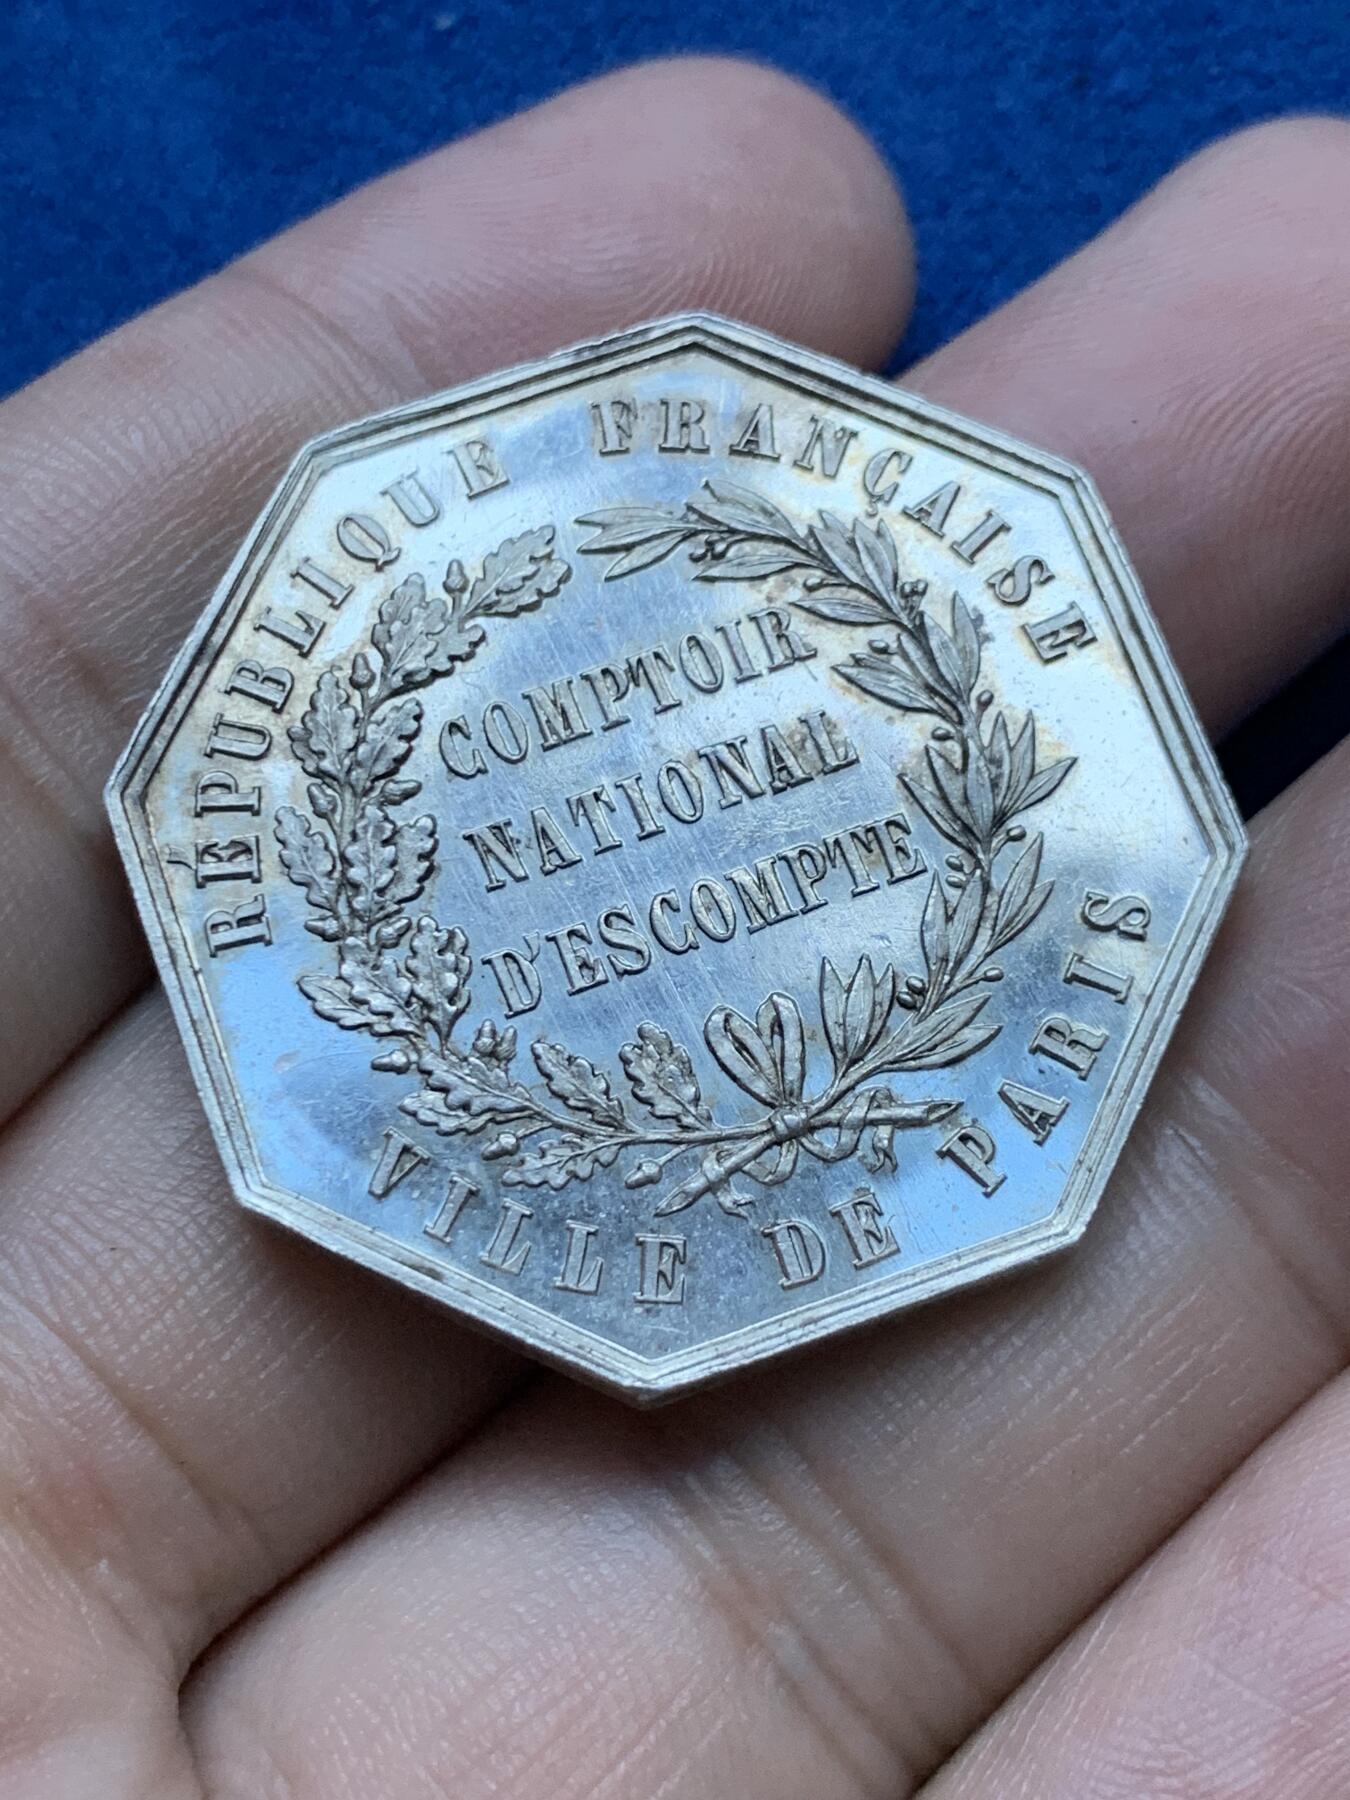 RÉPUBLIQUE FRANÇAISE
COMPTOIR
NATIONAL
D'ESCOMPTE
VILLE DE PARIS